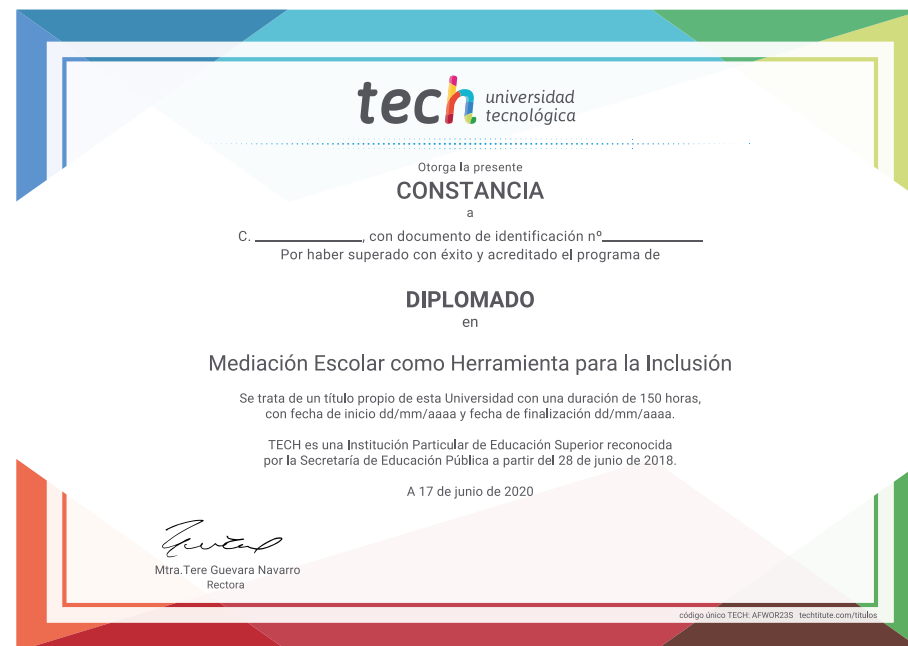 tech universidad
tecnológica
Otorga la presente
CONSTANCIA
a
C. ______________, con documento de identificación nº______________
Por haber superado con éxito y acreditado el programa de
DIPLOMADO
en
Mediación Escolar como Herramienta para la Inclusión
Se trata de un título propio de esta Universidad con una duración de 150 horas,
con fecha de inicio dd/mm/aaaa y fecha de finalización dd/mm/aaaa.
TECH es una Institución Particular de Educación Superior reconocida
por la Secretaría de Educación Pública a partir del 28 de junio de 2018.
A 17 de junio de 2020
Mtra.Tere Guevara Navarro
Rectora
código único TECH: AFWOR23S techtitute.com/titulos